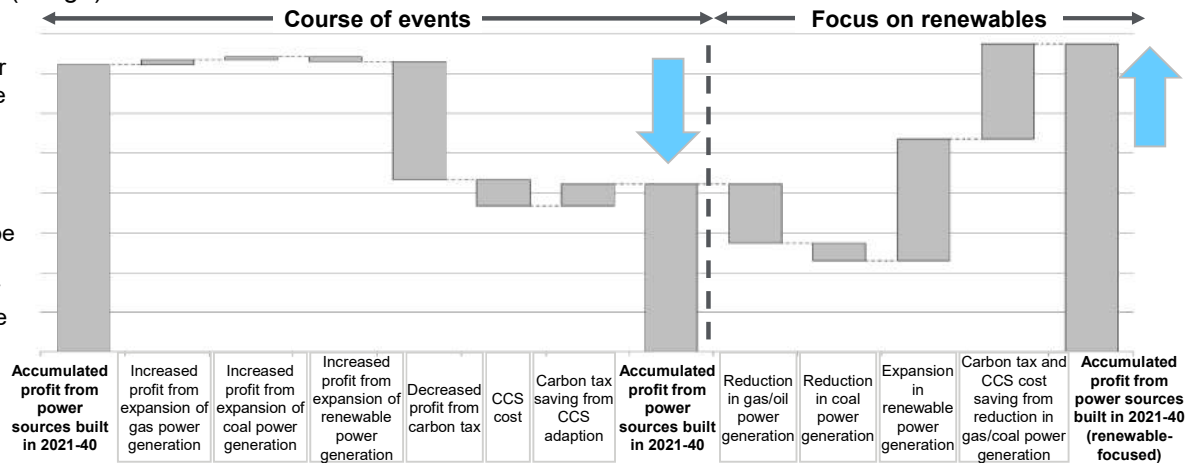 Course of events
Focus on renewables
be
Accumulated
profit from
power
sources built
in 2021-40
Increased
profit from
expansion of
gas power
generation
Increased
profit from
expansion of
coal power
generation
Increased
profit from
expansion of
renewable
power
generation
Decreased
profit from
carbon tax
CCS
cost
Carbon tax
saving from
CCS
adaption
Accumulated
profit from
power
sources built
in 2021-40
Reduction
in gas/oil
power
generation
Reduction
in coal
power
generation
Expansion
in
renewable
power
generation
Carbon tax and
CCS cost
saving from
reduction in
gas/coal power
generation
Accumulated
profit from
power sources
built in 2021-40
(renewable-
focused)